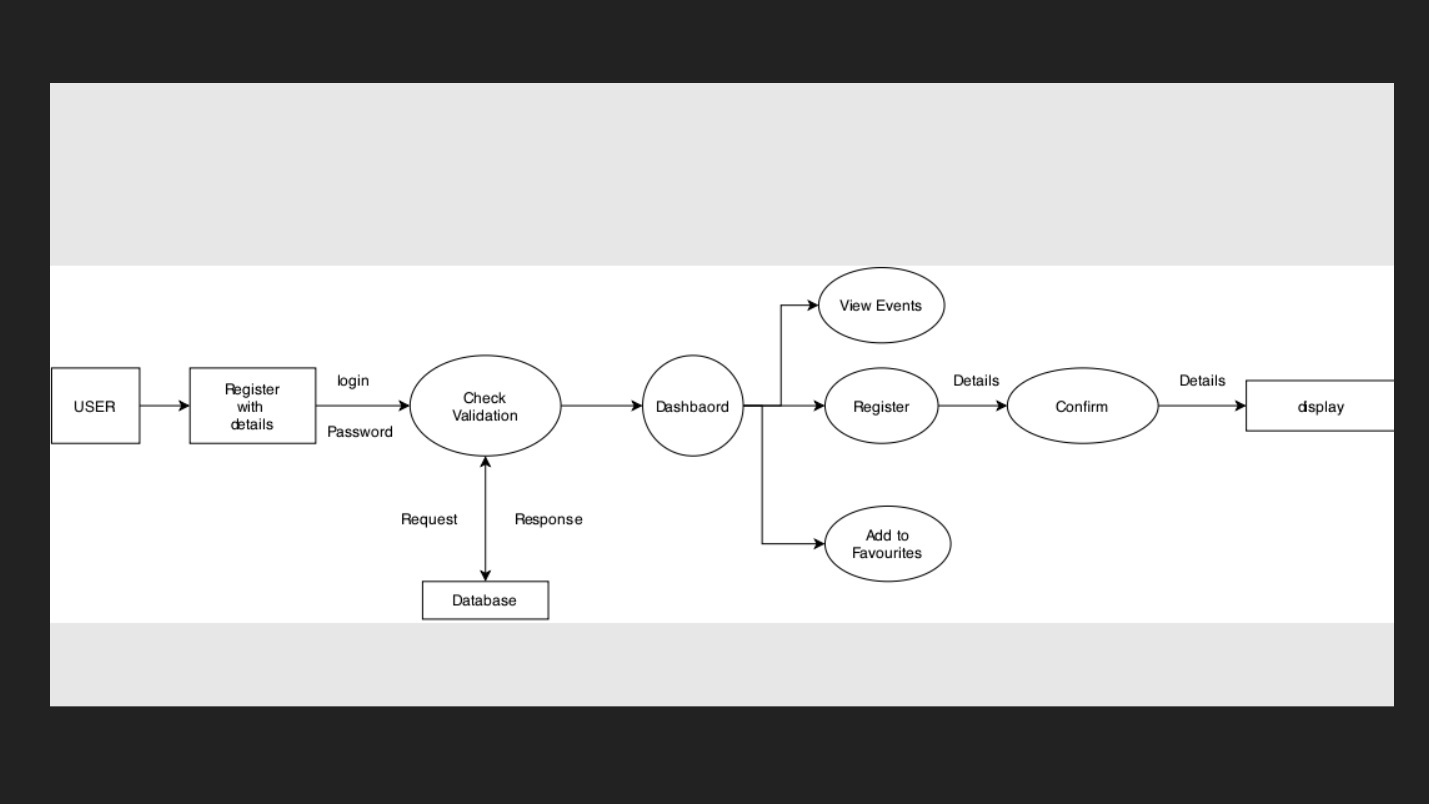 USER
Register
with
details
login
Password
Check
Validation
Request
Response
Database
Dashbaord
View Events
Register
Details
Confirm
Details
display
Add to
Favourites